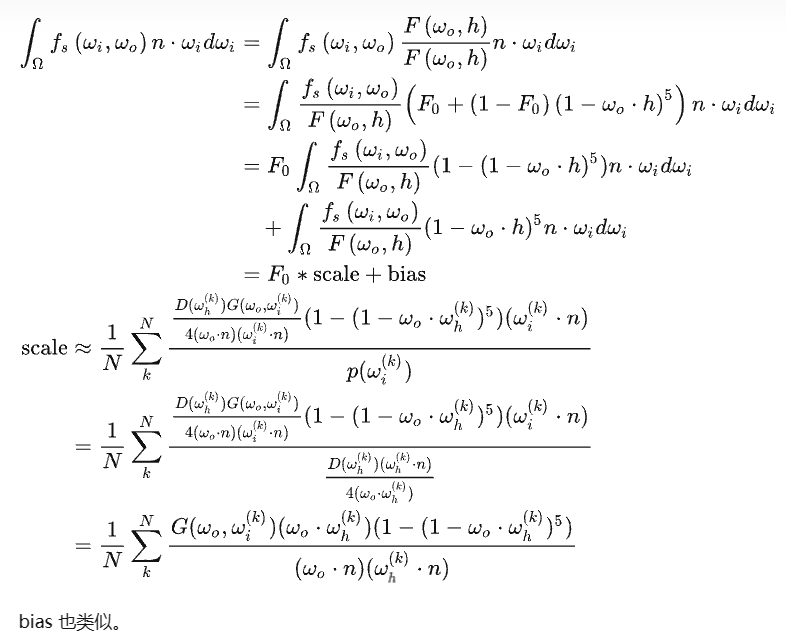 \int_{\Omega} f_s(\omega_i, \omega_o) n \cdot \omega_i d\omega_i = \int_{\Omega} f_s(\omega_i, \omega_o) \frac{F(\omega_o, h)}{F(\omega_o, h)} n \cdot \omega_i d\omega_i
= \int_{\Omega} \frac{f_s(\omega_i, \omega_o)}{F(\omega_o, h)} \left( F_0 + (1 - F_0)(1 - \omega_o \cdot h)^5 \right) n \cdot \omega_i d\omega_i
= F_0 \int_{\Omega} \frac{f_s(\omega_i, \omega_o)}{F(\omega_o, h)} (1 - (1 - \omega_o \cdot h)^5) n \cdot \omega_i d\omega_i
+ \int_{\Omega} \frac{f_s(\omega_i, \omega_o)}{F(\omega_o, h)} (1 - \omega_o \cdot h)^5 n \cdot \omega_i d\omega_i
= F_0 * \text{scale} + \text{bias}
\text{scale} \approx \frac{1}{N} \sum_{k}^{N} \frac{\frac{D(\omega_h^{(k)}) G(\omega_o, \omega_i^{(k)})}{4(\omega_o \cdot n)(\omega_i^{(k)} \cdot n)} (1 - (1 - \omega_o \cdot \omega_h^{(k)})^5)(\omega_i^{(k)} \cdot n)}{p(\omega_i^{(k)})}
= \frac{1}{N} \sum_{k}^{N} \frac{\frac{D(\omega_h^{(k)}) G(\omega_o, \omega_i^{(k)})}{4(\omega_o \cdot n)(\omega_i^{(k)} \cdot n)} (1 - (1 - \omega_o \cdot \omega_h^{(k)})^5)(\omega_i^{(k)} \cdot n)}{\frac{D(\omega_h^{(k)})(\omega_h^{(k)} \cdot n)}{4(\omega_o \cdot \omega_h^{(k)})}}
= \frac{1}{N} \sum_{k}^{N} \frac{G(\omega_o, \omega_i^{(k)})(\omega_o \cdot \omega_h^{(k)})(1 - (1 - \omega_o \cdot \omega_h^{(k)})^5)}{(\omega_o \cdot n)(\omega_h^{(k)} \cdot n)}
bias 也类似。